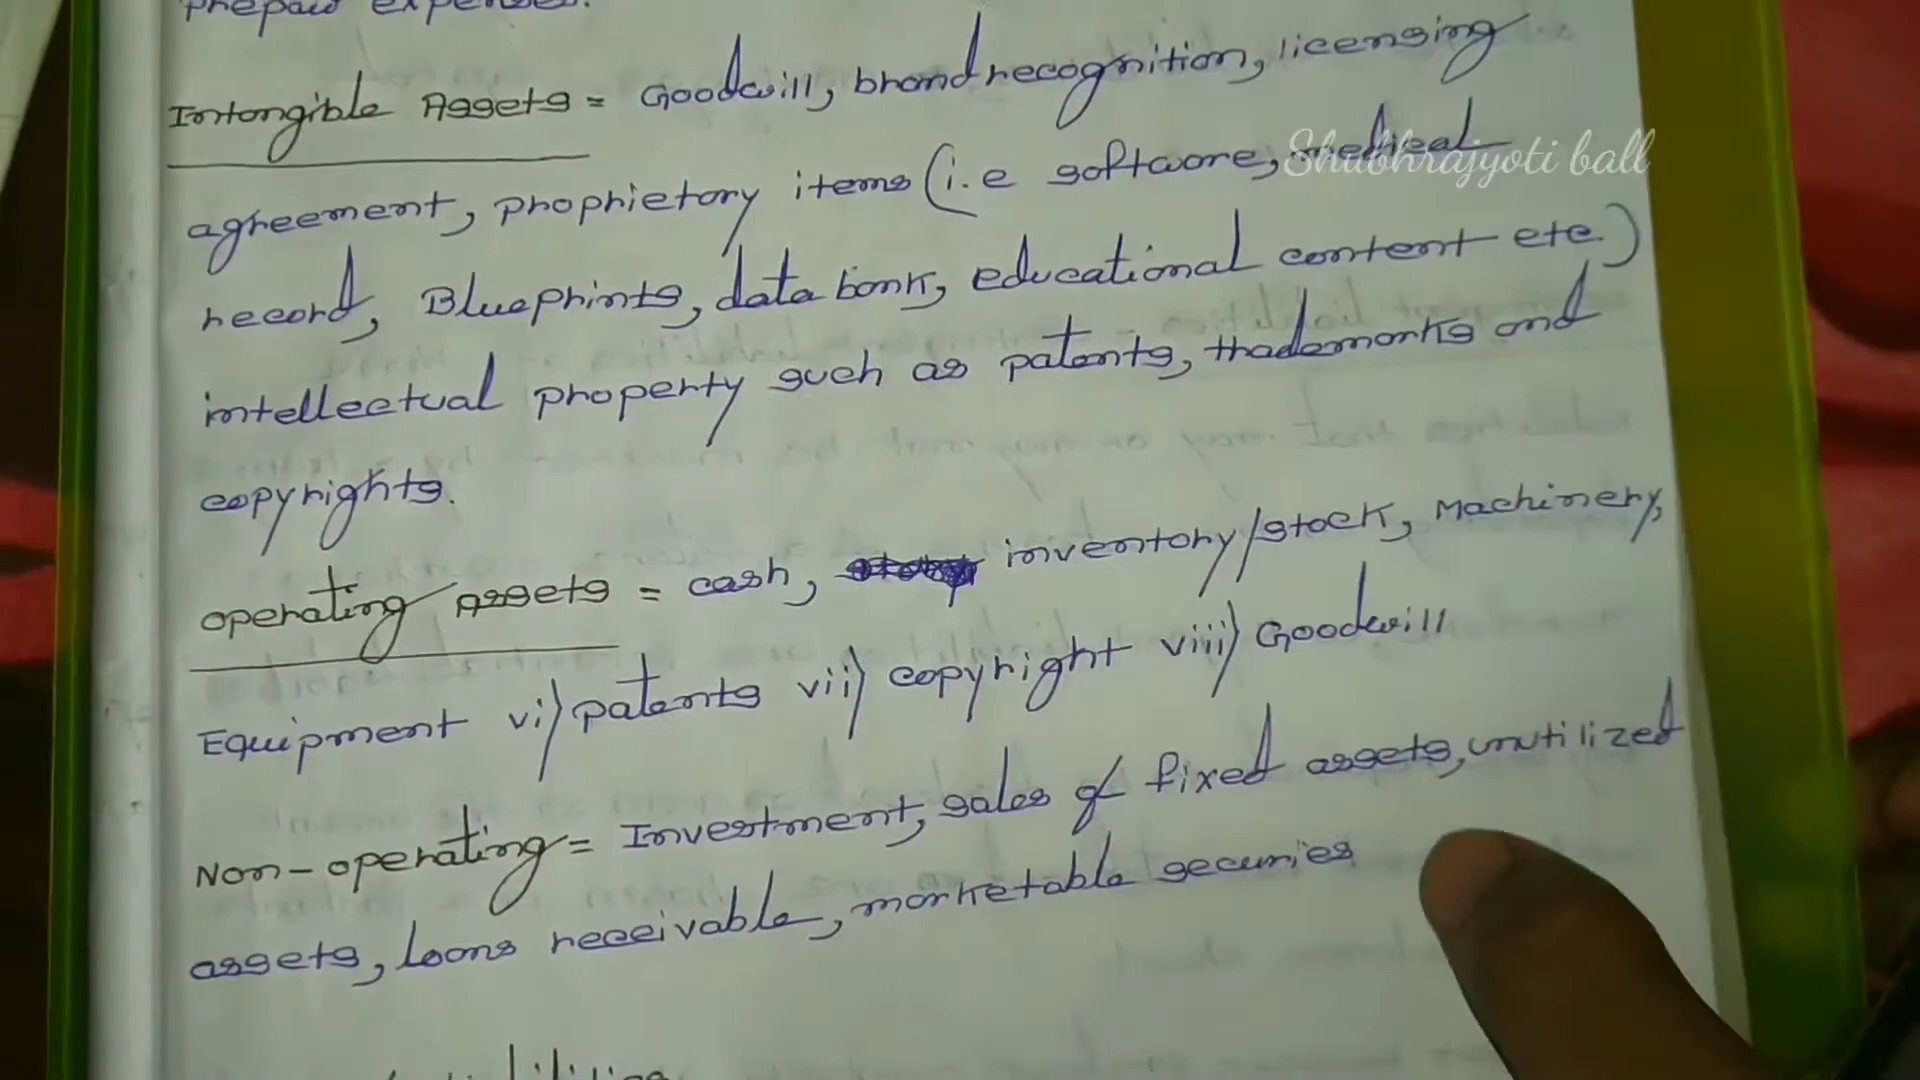 prepaid expenses.
Intangible Assets = Goodwill, brand recognition, licensing
agreement, prophietory items (i.e software, medical
record, Blueprints, data bank, educational content etc)
intellectual property such as patents, trademarks and
copyrights.
operating Assets = cash, inventory/stock, Machinery,
Equipment vi) patents vii) copyright viii) Goodwill
Non-operating = Investment, sales of fixed assets, unutilized
assets, loans receivable, marketable securies
Shubhrajyoti ball